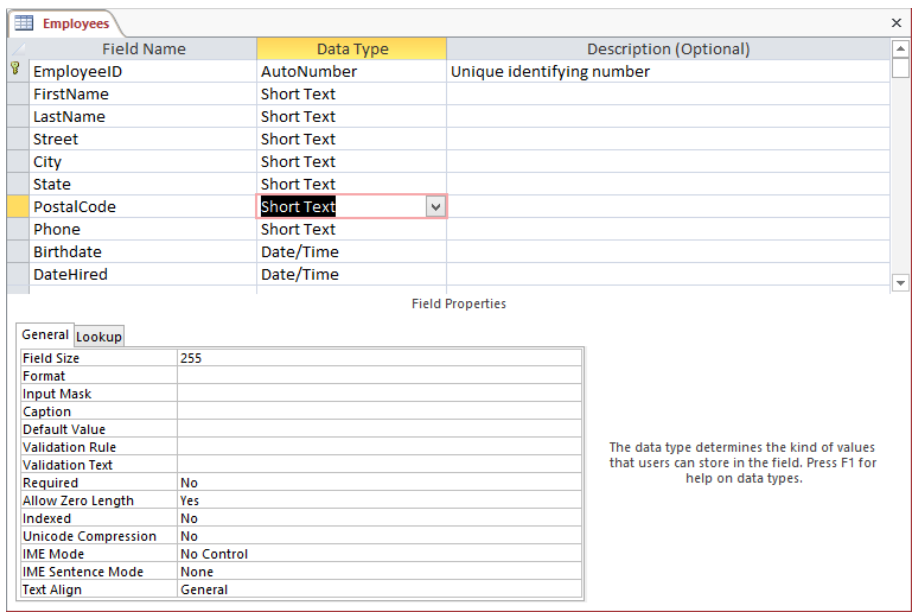 Employees
Field Name Data Type Description (Optional)
EmployeeID AutoNumber Unique identifying number
FirstName Short Text
LastName Short Text
Street Short Text
City Short Text
State Short Text
PostalCode Short Text
Phone Short Text
Birthdate Date/Time
DateHired Date/Time
Field Properties
General Lookup
Field Size 255
Format
Input Mask
Caption
Default Value
Validation Rule
Validation Text
Required No
Allow Zero Length Yes
Indexed No
Unicode Compression No
IME Mode No Control
IME Sentence Mode None
Text Align General
The data type determines the kind of values
that users can store in the field. Press F1 for
help on data types.